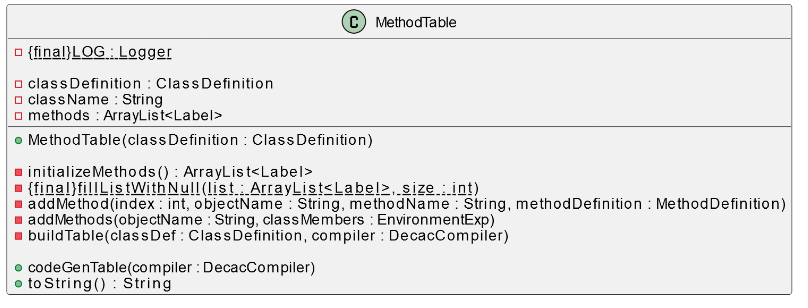 C MethodTable
{final}LOG : Logger
classDefinition : ClassDefinition
className : String
methods : ArrayList<Label>
MethodTable(classDefinition : ClassDefinition)
initializeMethods() : ArrayList<Label>
{final}fillListWithNull(list : ArrayList<Label>, size : int)
addMethod(index : int, objectName : String, methodName : String, methodDefinition : MethodDefinition)
addMethods(objectName : String, classMembers : EnvironmentExp)
buildTable(classDef : ClassDefinition, compiler : DecacCompiler)
codeGenTable(compiler : DecacCompiler)
toString() : String